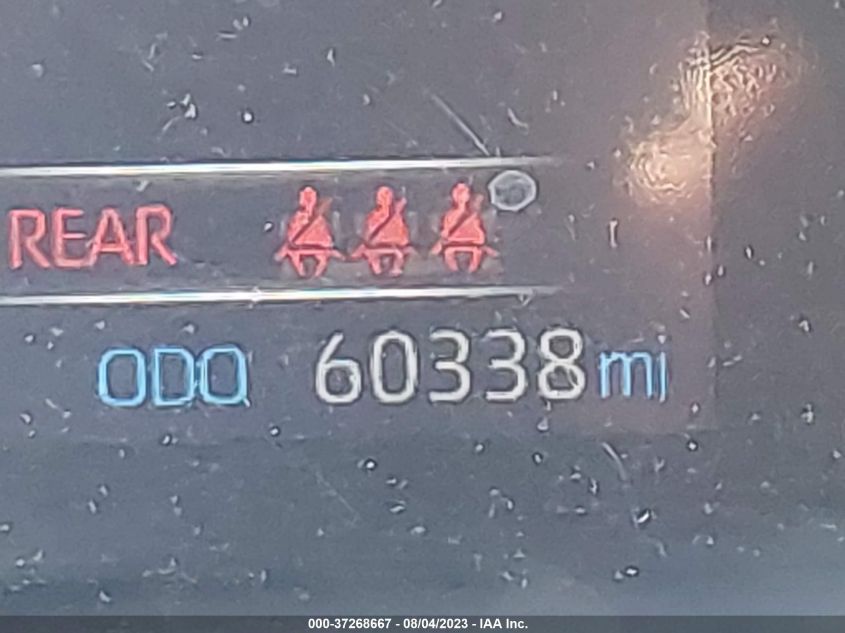 REAR
ODO 60338 mi
000-37268667 - 08/04/2023 - IAA Inc.